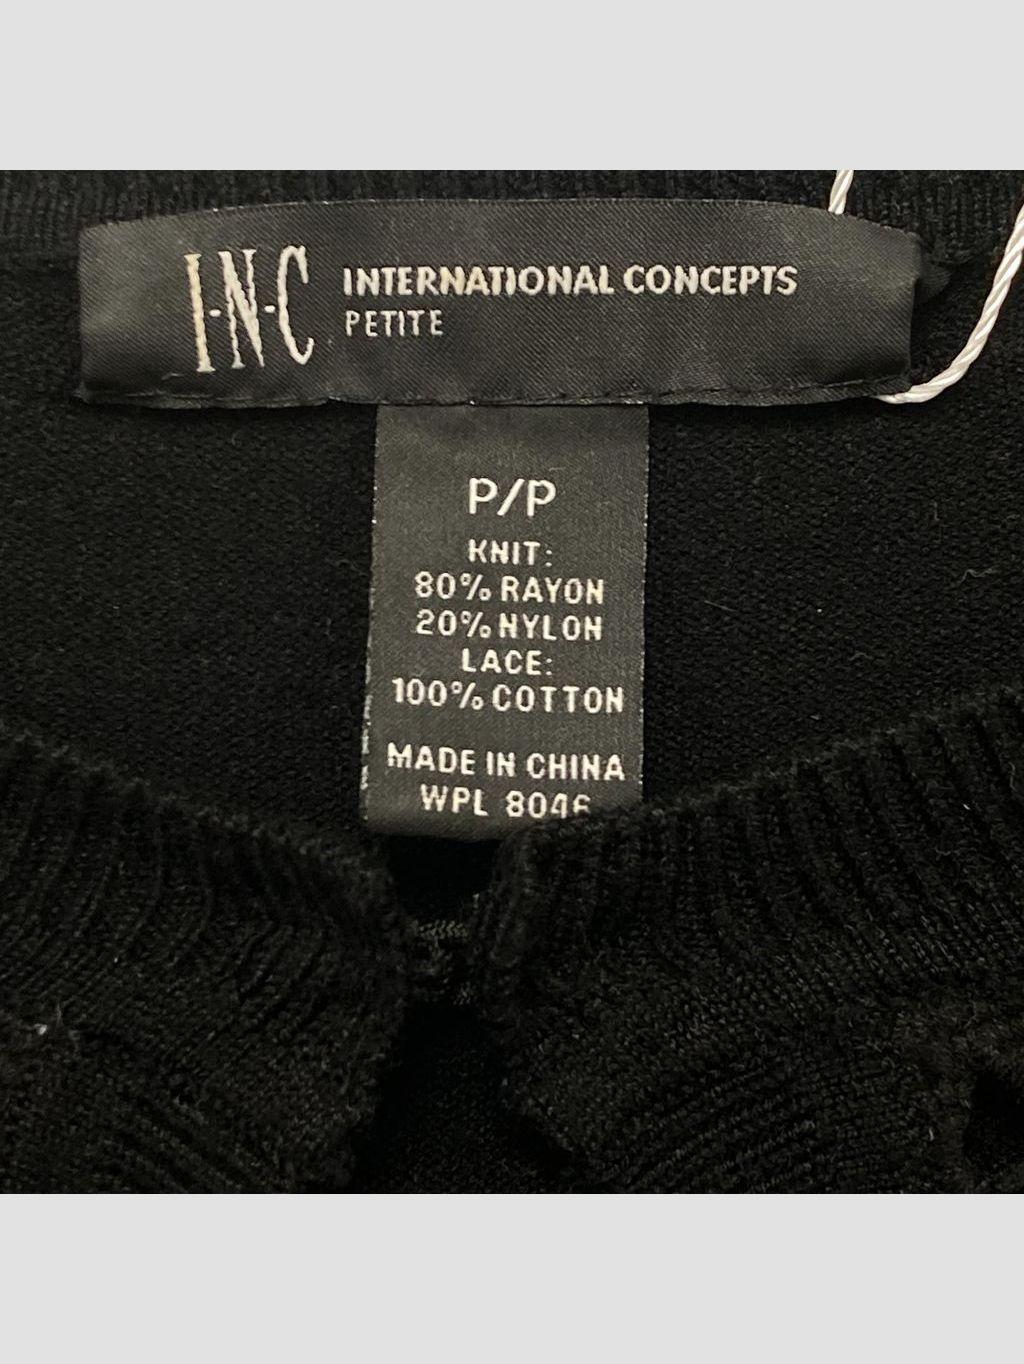 I·N·C INTERNATIONAL CONCEPTS
PETITE
P/P
KNIT:
80% RAYON
20% NYLON
LACE:
100% COTTON
MADE IN CHINA
WPL 8046